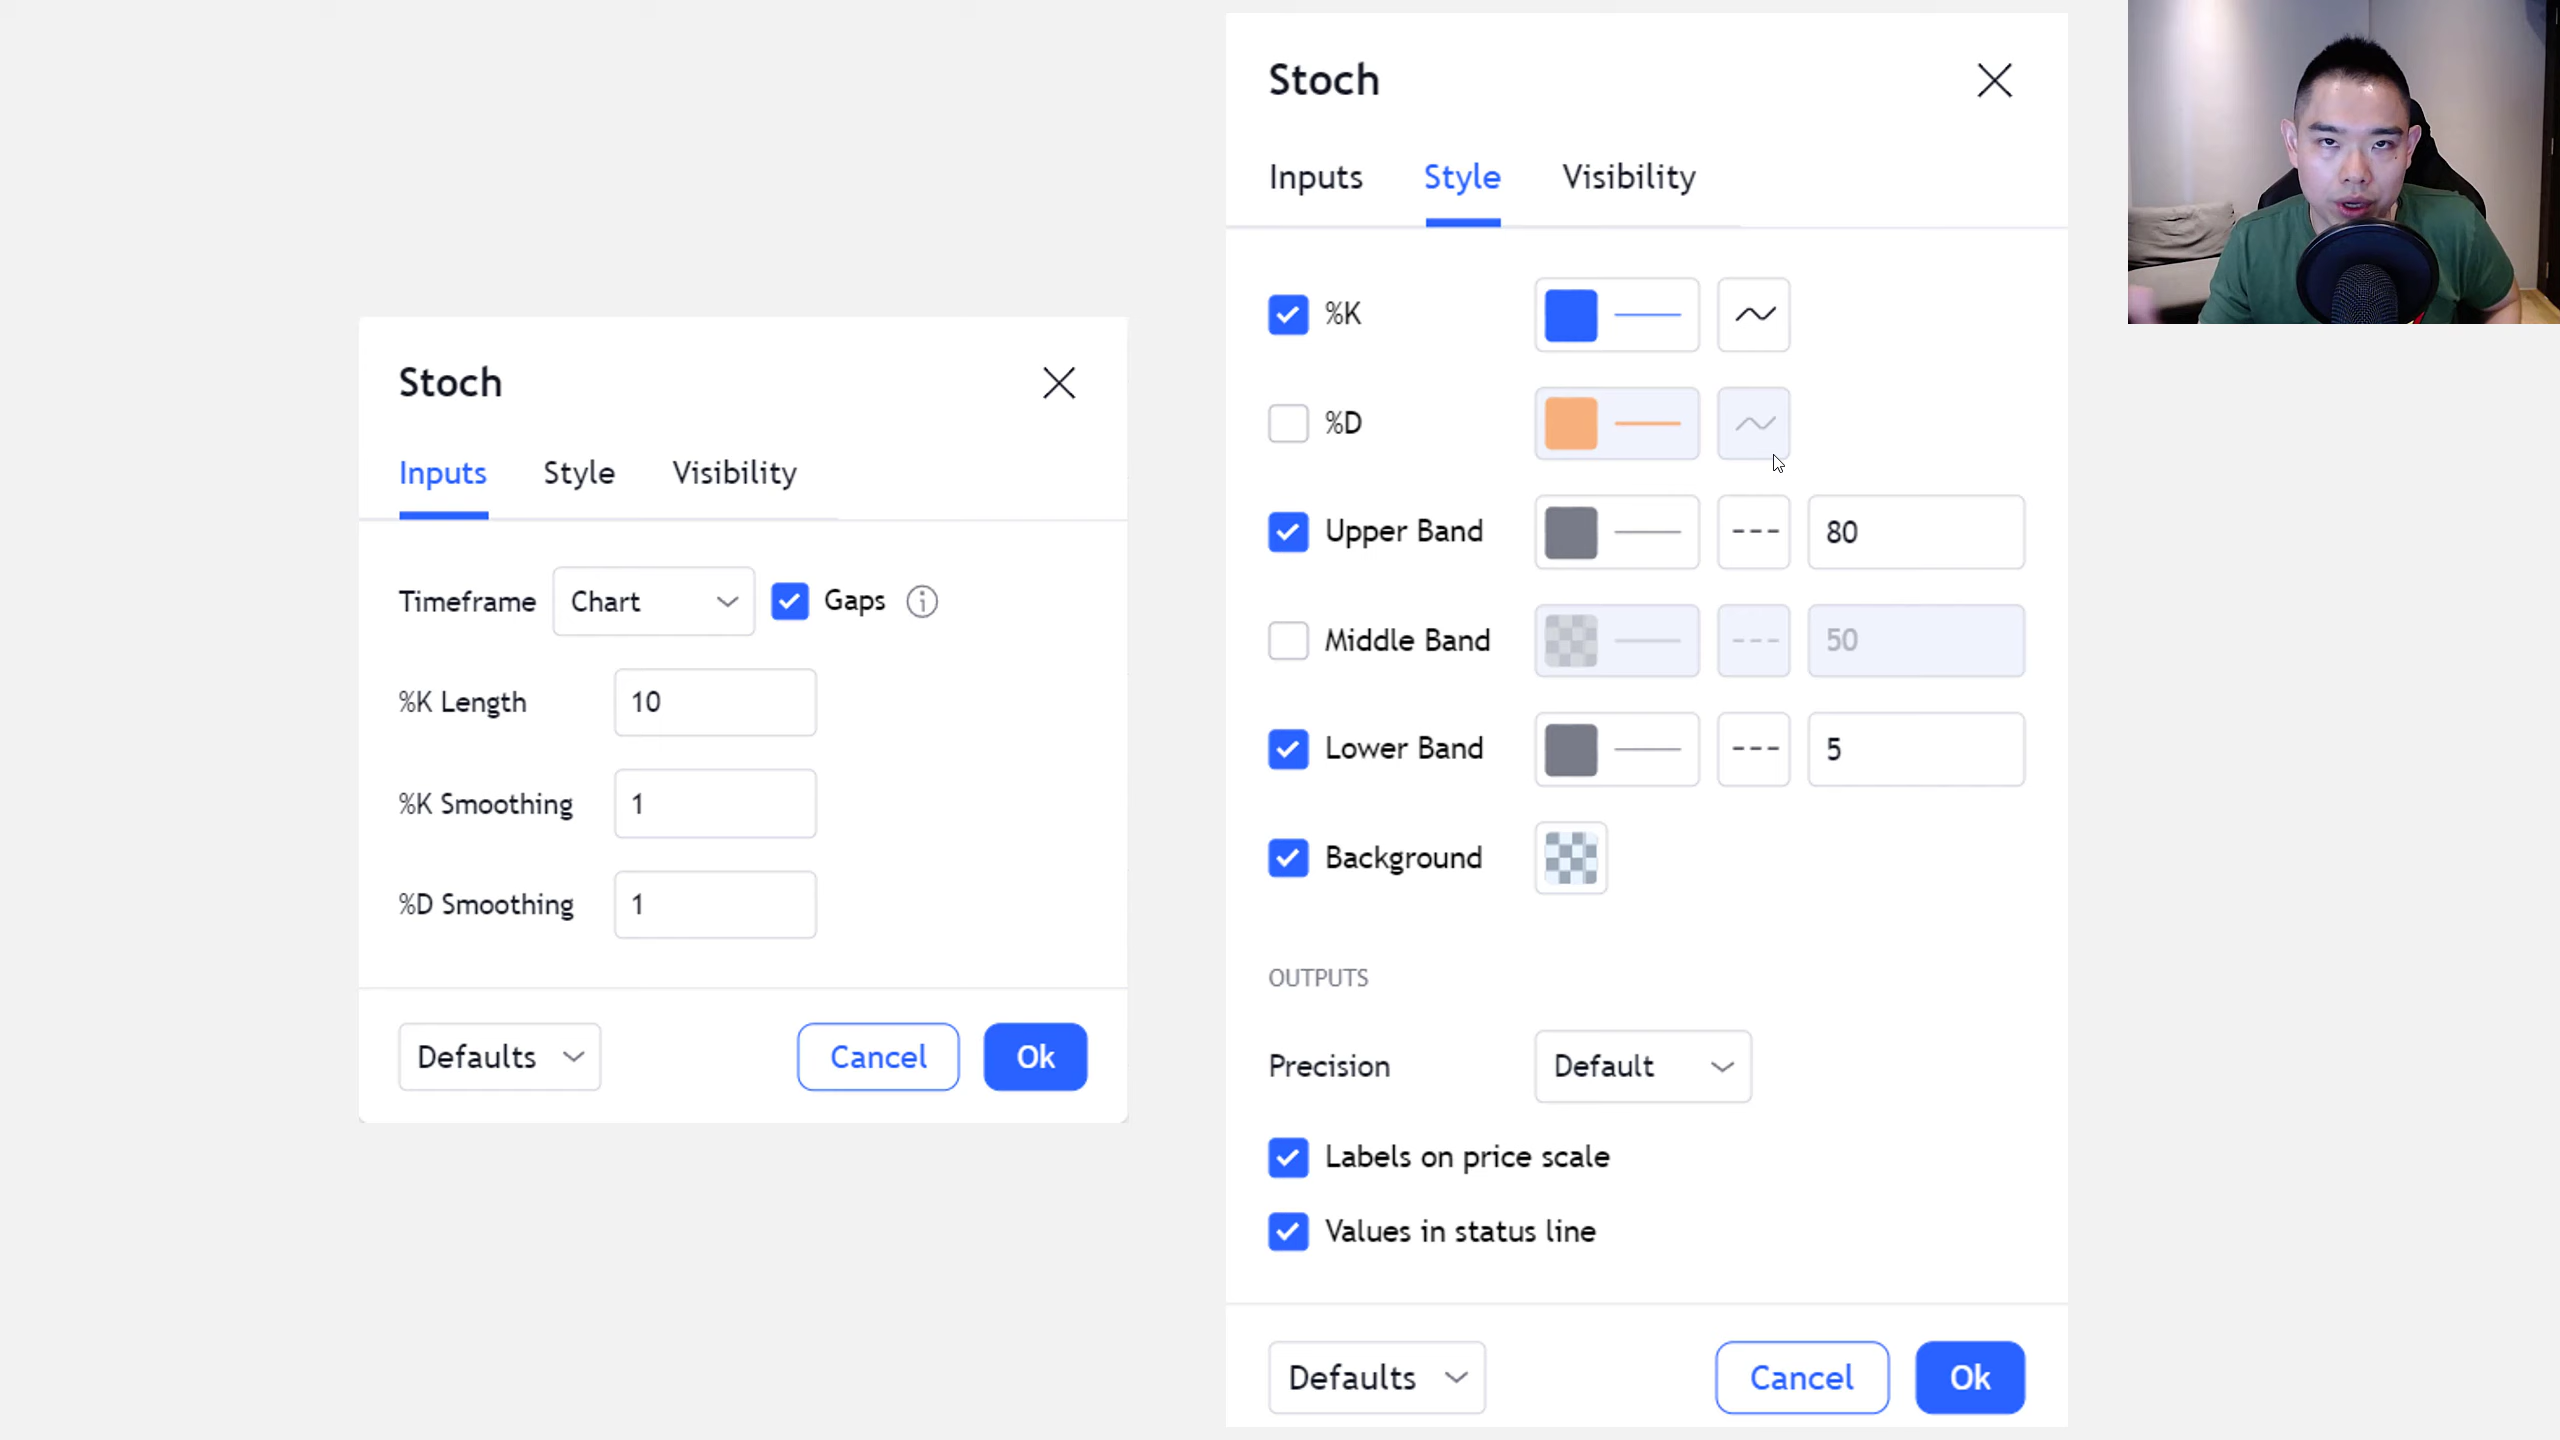 Stoch
Inputs Style Visibility
Timeframe Chart Gaps
%K Length 10
%K Smoothing 1
%D Smoothing 1
Defaults Cancel Ok
Stoch
Inputs Style Visibility
%K
%D
Upper Band 80
Middle Band 50
Lower Band 5
Background
OUTPUTS
Precision Default
Labels on price scale
Values in status line
Defaults Cancel Ok